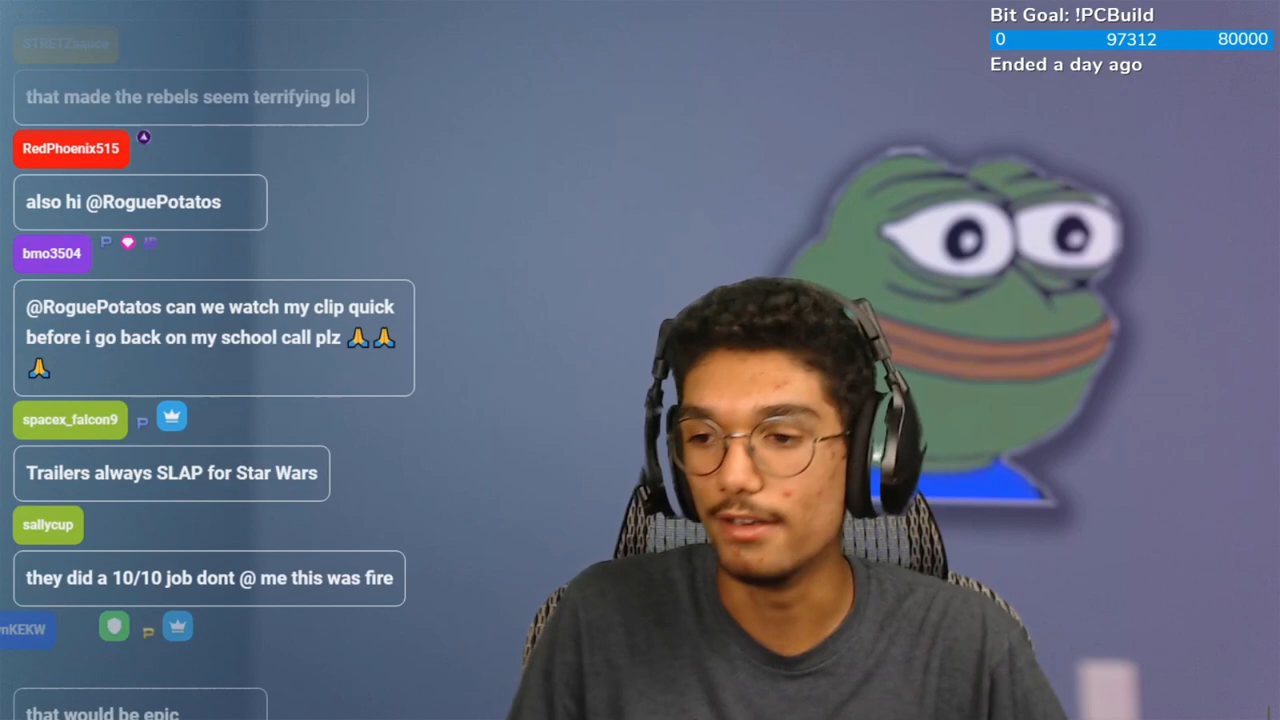 Bit Goal: !PCBuild
0 97312 80000
Ended a day ago
STRETZsauce
that made the rebels seem terrifying lol
RedPhoenix515
also hi @RoguePotatos
bmo3504
@RoguePotatos can we watch my clip quick
before i go back on my school call plz 🙏🙏
🙏
spacex_falcon9
Trailers always SLAP for Star Wars
sallycup
they did a 10/10 job dont @ me this was fire
nKEKW
that would be epic